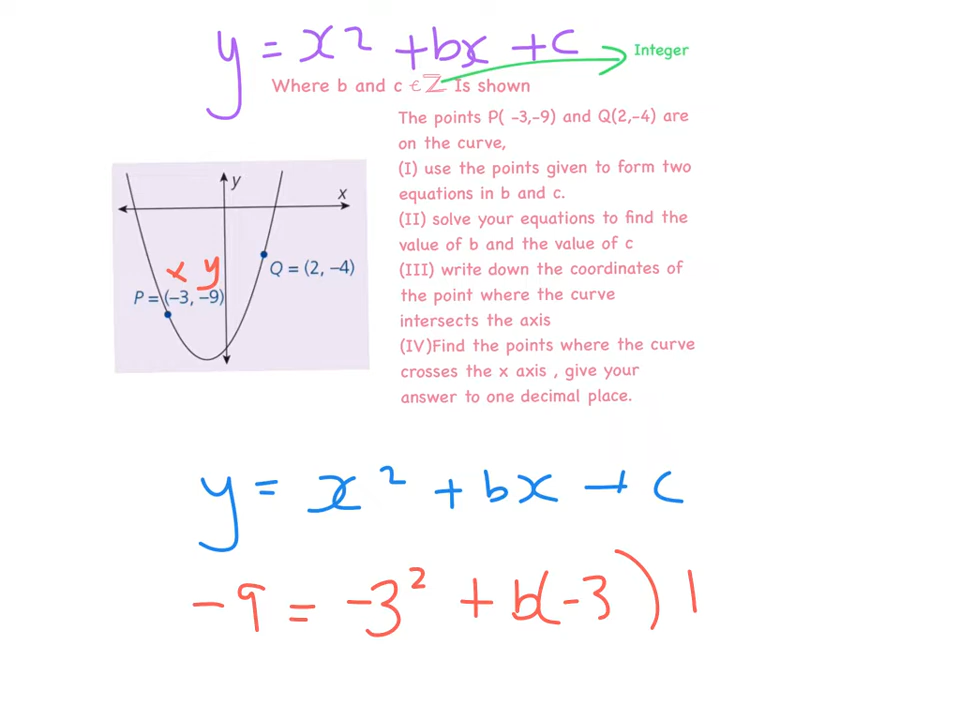 y = x² + bx + c
Integer
Where b and c ∈ ℤ Is shown
The points P( -3,-9) and Q(2,-4) are
on the curve,
(I) use the points given to form two
equations in b and c.
(II) solve your equations to find the
value of b and the value of c
(III) write down the coordinates of
the point where the curve
intersects the axis
(IV)Find the points where the curve
crosses the x axis , give your
answer to one decimal place.
y
x
x y
Q = (2, −4)
P = (−3, −9)
y = x² + bx + c
-9 = -3² + b(-3) 1